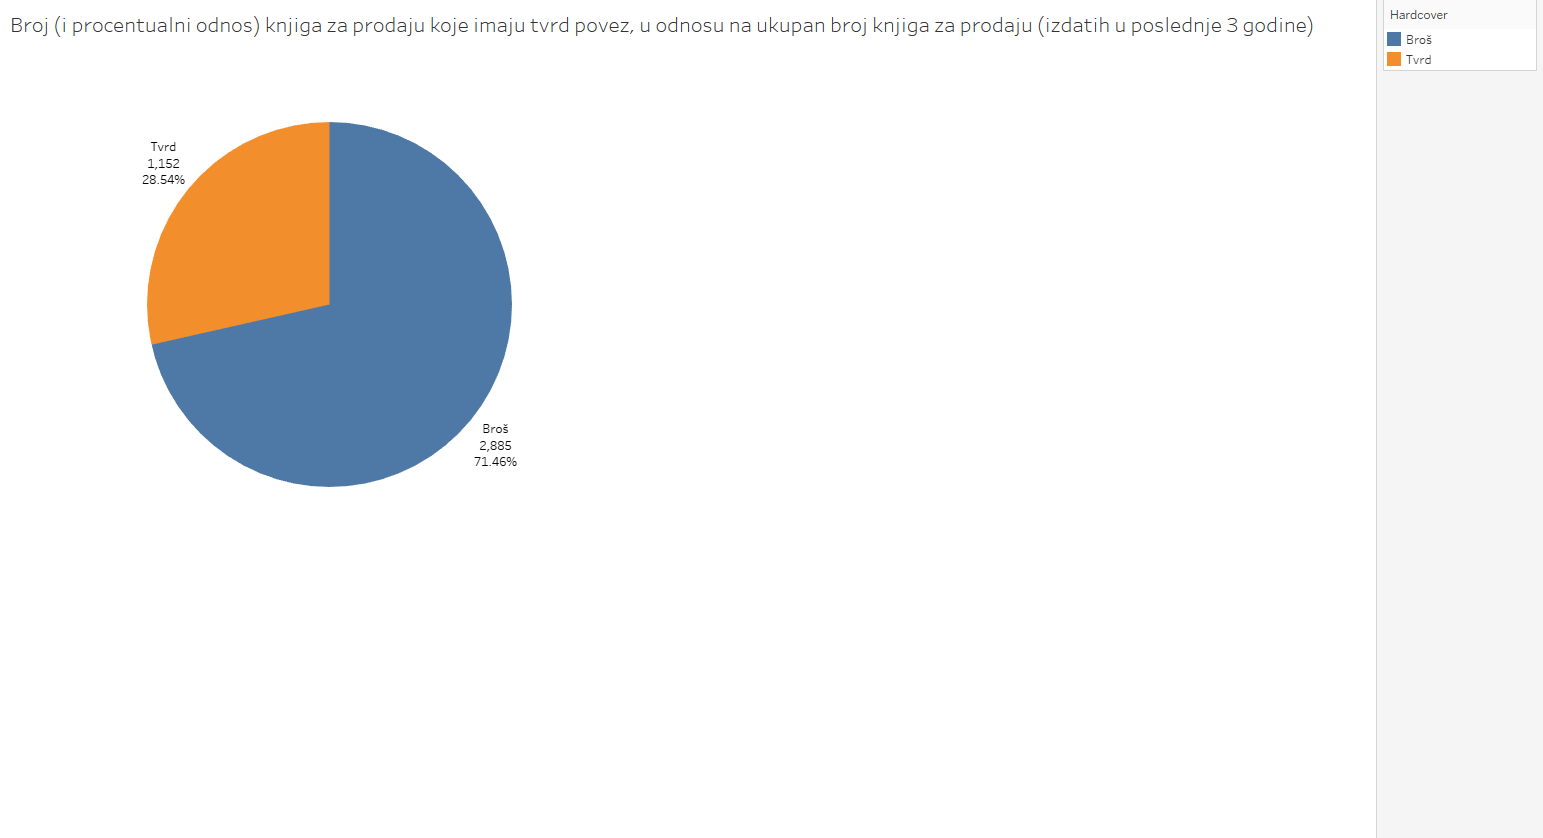 Broj (i procentualni odnos) knjiga za prodaju koje imaju tvrd povez, u odnosu na ukupan broj knjiga za prodaju (izdatih u poslednje 3 godine)
Hardcover
Broš
Tvrd
Tvrd
1,152
28.54%
Broš
2,885
71.46%